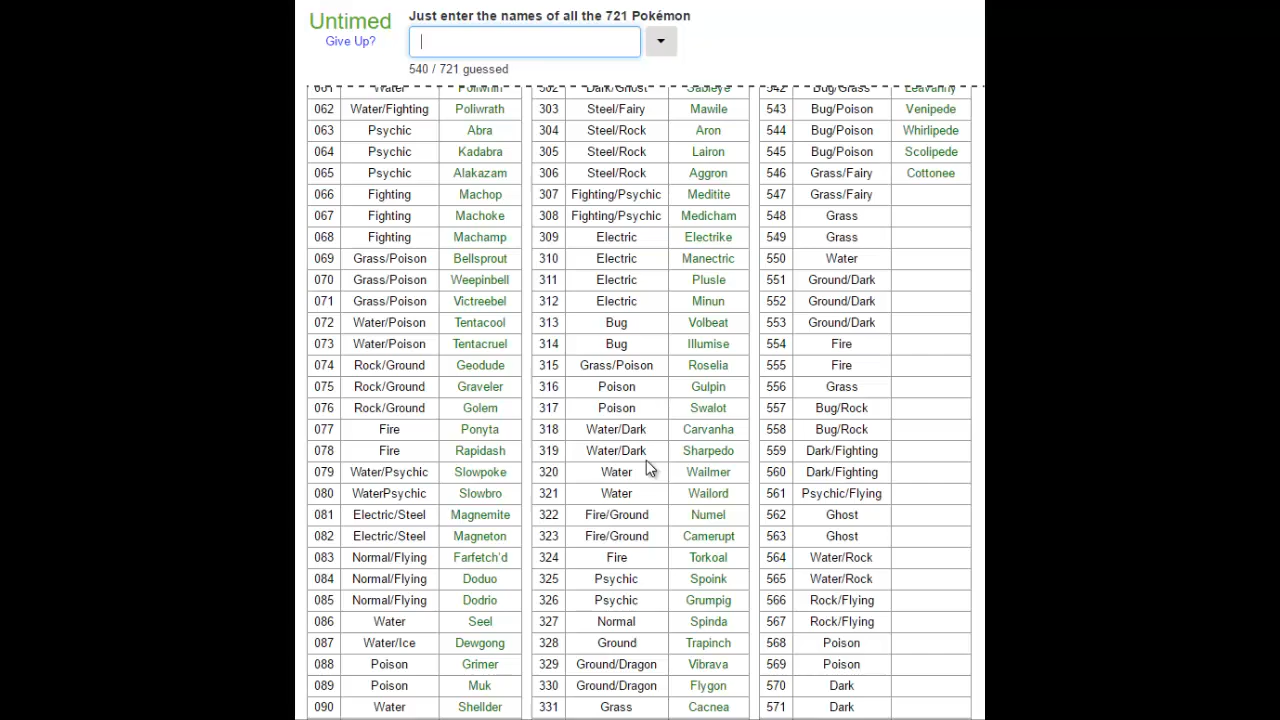 Untimed
Give Up?
Just enter the names of all the 721 Pokémon
540 / 721 guessed
061 Water Poliwhirl 302 Dark/Ghost Sableye 542 Bug/Grass Leavanny
062 Water/Fighting Poliwrath 303 Steel/Fairy Mawile 543 Bug/Poison Venipede
063 Psychic Abra 304 Steel/Rock Aron 544 Bug/Poison Whirlipede
064 Psychic Kadabra 305 Steel/Rock Lairon 545 Bug/Poison Scolipede
065 Psychic Alakazam 306 Steel/Rock Aggron 546 Grass/Fairy Cottonee
066 Fighting Machop 307 Fighting/Psychic Meditite 547 Grass/Fairy
067 Fighting Machoke 308 Fighting/Psychic Medicham 548 Grass
068 Fighting Machamp 309 Electric Electrike 549 Grass
069 Grass/Poison Bellsprout 310 Electric Manectric 550 Water
070 Grass/Poison Weepinbell 311 Electric Plusle 551 Ground/Dark
071 Grass/Poison Victreebel 312 Electric Minun 552 Ground/Dark
072 Water/Poison Tentacool 313 Bug Volbeat 553 Ground/Dark
073 Water/Poison Tentacruel 314 Bug Illumise 554 Fire
074 Rock/Ground Geodude 315 Grass/Poison Roselia 555 Fire
075 Rock/Ground Graveler 316 Poison Gulpin 556 Grass
076 Rock/Ground Golem 317 Poison Swalot 557 Bug/Rock
077 Fire Ponyta 318 Water/Dark Carvanha 558 Bug/Rock
078 Fire Rapidash 319 Water/Dark Sharpedo 559 Dark/Fighting
079 Water/Psychic Slowpoke 320 Water Wailmer 560 Dark/Fighting
080 WaterPsychic Slowbro 321 Water Wailord 561 Psychic/Flying
081 Electric/Steel Magnemite 322 Fire/Ground Numel 562 Ghost
082 Electric/Steel Magneton 323 Fire/Ground Camerupt 563 Ghost
083 Normal/Flying Farfetch'd 324 Fire Torkoal 564 Water/Rock
084 Normal/Flying Doduo 325 Psychic Spoink 565 Water/Rock
085 Normal/Flying Dodrio 326 Psychic Grumpig 566 Rock/Flying
086 Water Seel 327 Normal Spinda 567 Rock/Flying
087 Water/Ice Dewgong 328 Ground Trapinch 568 Poison
088 Poison Grimer 329 Ground/Dragon Vibrava 569 Poison
089 Poison Muk 330 Ground/Dragon Flygon 570 Dark
090 Water Shellder 331 Grass Cacnea 571 Dark